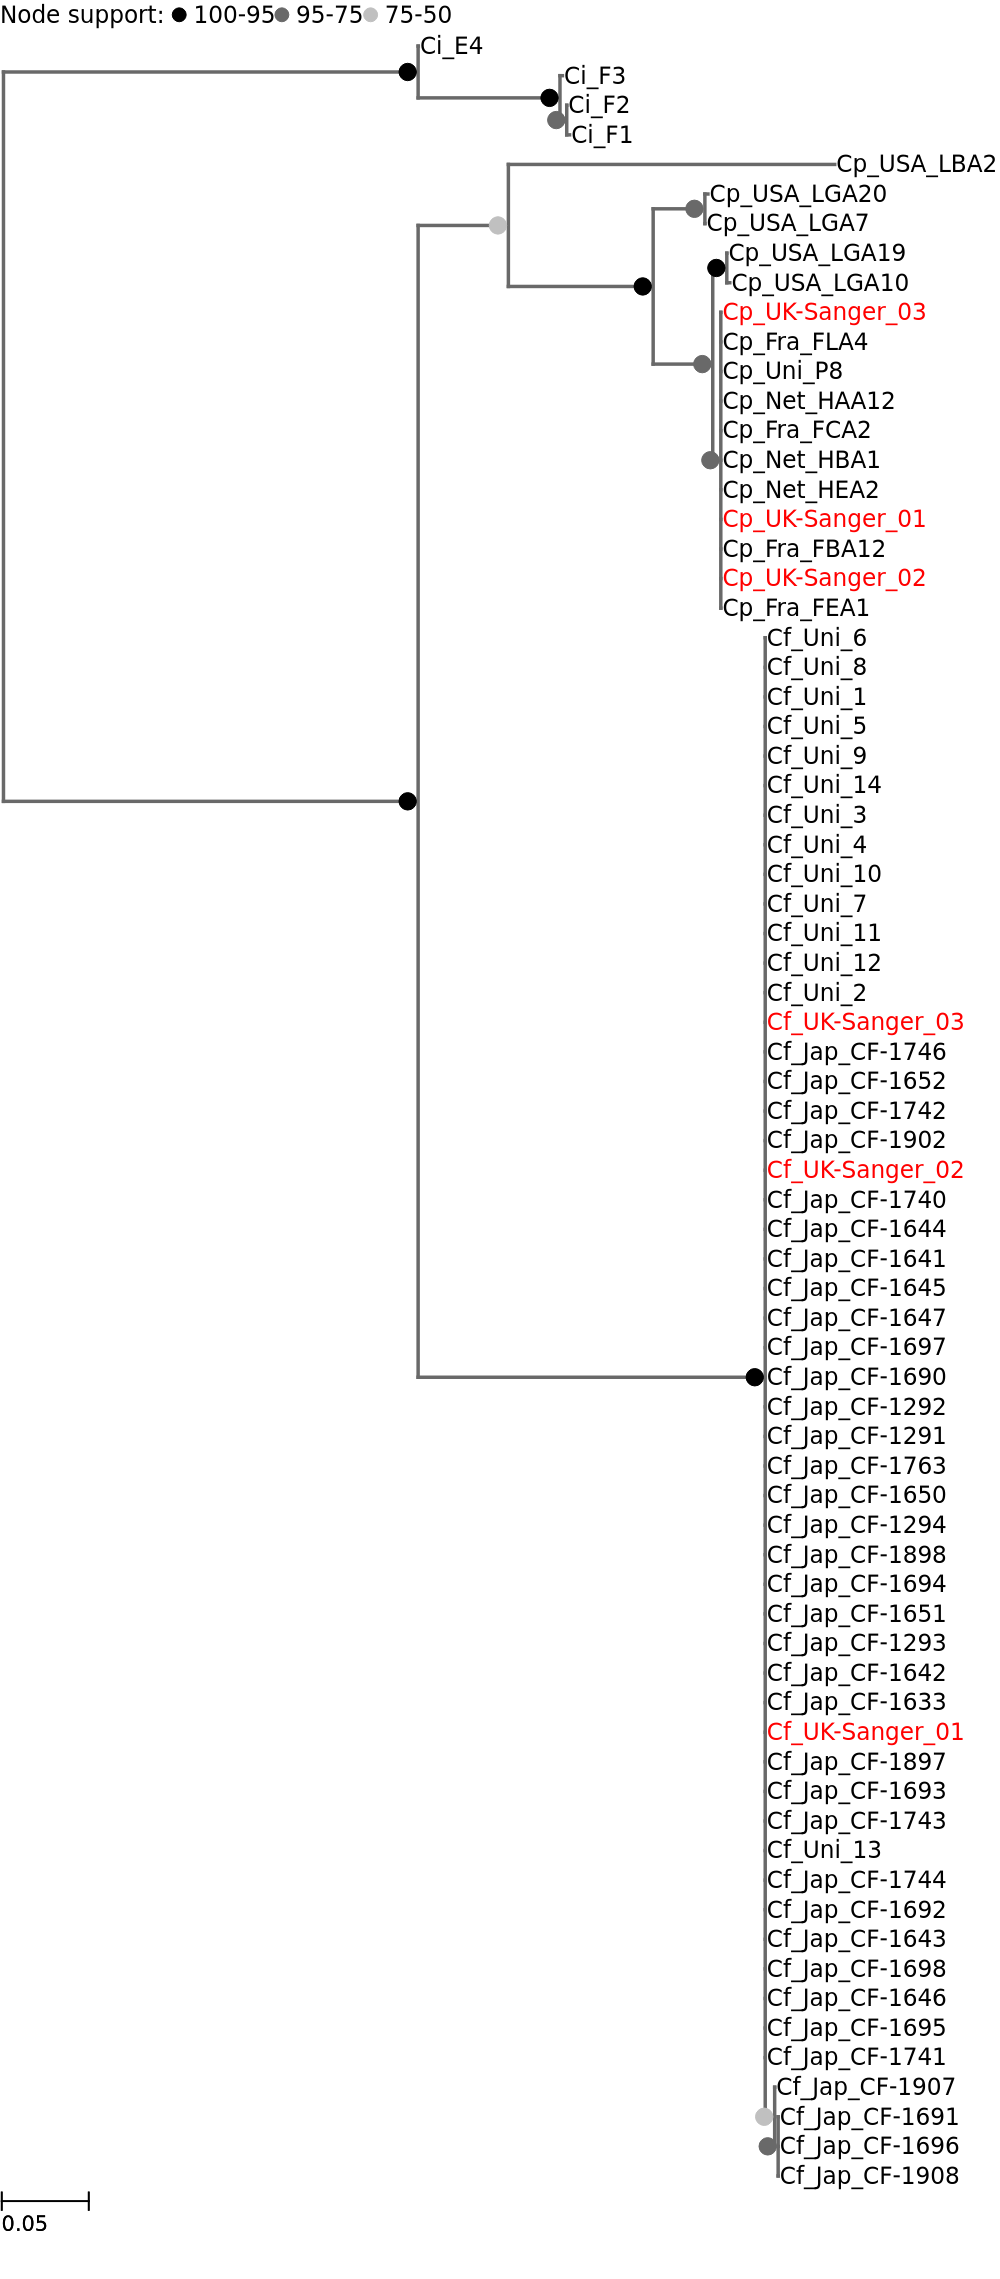 Node support: 100-95 95-75 75-50
Ci_E4
Ci_F3
Ci_F2
Ci_F1
Cp_USA_LBA2
Cp_USA_LGA20
Cp_USA_LGA7
Cp_USA_LGA19
Cp_USA_LGA10
Cp_UK-Sanger_03
Cp_Fra_FLA4
Cp_Uni_P8
Cp_Net_HAA12
Cp_Fra_FCA2
Cp_Net_HBA1
Cp_Net_HEA2
Cp_UK-Sanger_01
Cp_Fra_FBA12
Cp_UK-Sanger_02
Cp_Fra_FEA1
Cf_Uni_6
Cf_Uni_8
Cf_Uni_1
Cf_Uni_5
Cf_Uni_9
Cf_Uni_14
Cf_Uni_3
Cf_Uni_4
Cf_Uni_10
Cf_Uni_7
Cf_Uni_11
Cf_Uni_12
Cf_Uni_2
Cf_UK-Sanger_03
Cf_Jap_CF-1746
Cf_Jap_CF-1652
Cf_Jap_CF-1742
Cf_Jap_CF-1902
Cf_UK-Sanger_02
Cf_Jap_CF-1740
Cf_Jap_CF-1644
Cf_Jap_CF-1641
Cf_Jap_CF-1645
Cf_Jap_CF-1647
Cf_Jap_CF-1697
Cf_Jap_CF-1690
Cf_Jap_CF-1292
Cf_Jap_CF-1291
Cf_Jap_CF-1763
Cf_Jap_CF-1650
Cf_Jap_CF-1294
Cf_Jap_CF-1898
Cf_Jap_CF-1694
Cf_Jap_CF-1651
Cf_Jap_CF-1293
Cf_Jap_CF-1642
Cf_Jap_CF-1633
Cf_UK-Sanger_01
Cf_Jap_CF-1897
Cf_Jap_CF-1693
Cf_Jap_CF-1743
Cf_Uni_13
Cf_Jap_CF-1744
Cf_Jap_CF-1692
Cf_Jap_CF-1643
Cf_Jap_CF-1698
Cf_Jap_CF-1646
Cf_Jap_CF-1695
Cf_Jap_CF-1741
Cf_Jap_CF-1907
Cf_Jap_CF-1691
Cf_Jap_CF-1696
Cf_Jap_CF-1908
0.05